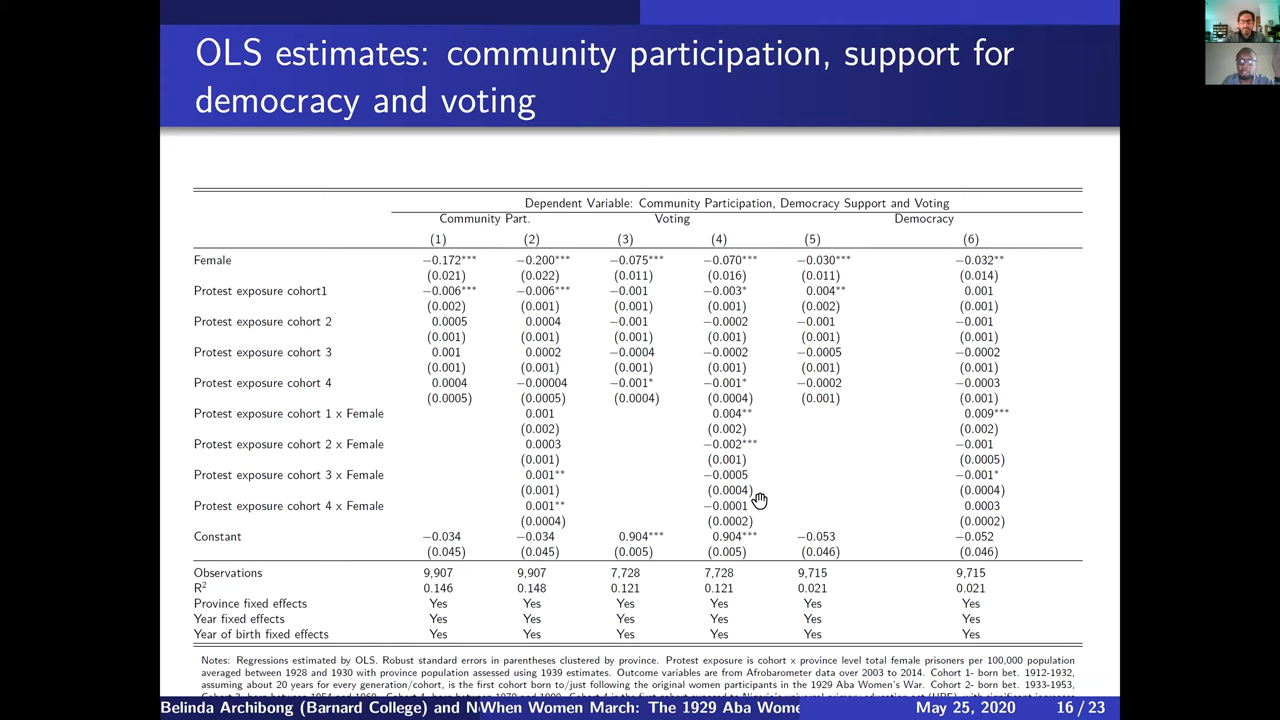 OLS estimates: community participation, support for
democracy and voting
Dependent Variable: Community Participation, Democracy Support and Voting
Community Part. Voting Democracy
(1) (2) (3) (4) (5) (6)
Female −0.172*** −0.200*** −0.075*** −0.070*** −0.030*** −0.032**
(0.021) (0.022) (0.011) (0.016) (0.011) (0.014)
Protest exposure cohort1 −0.006*** −0.006*** −0.001 −0.003* 0.004** 0.001
(0.002) (0.001) (0.001) (0.001) (0.002) (0.001)
Protest exposure cohort 2 0.0005 0.0004 −0.001 −0.0002 −0.001 −0.001
(0.001) (0.001) (0.001) (0.001) (0.001) (0.001)
Protest exposure cohort 3 0.001 0.0002 −0.0004 −0.0002 −0.0005 −0.0002
(0.001) (0.001) (0.001) (0.001) (0.001) (0.001)
Protest exposure cohort 4 0.0004 −0.00004 −0.001* −0.001* −0.0002 −0.0003
(0.0005) (0.0005) (0.0004) (0.0004) (0.001) (0.001)
Protest exposure cohort 1 x Female 0.001 0.004** 0.009***
(0.002) (0.002) (0.002)
Protest exposure cohort 2 x Female 0.0003 −0.002*** −0.001
(0.001) (0.001) (0.0005)
Protest exposure cohort 3 x Female 0.001** −0.0005 −0.001*
(0.001) (0.0004) (0.0004)
Protest exposure cohort 4 x Female 0.001** −0.0001 0.0003
(0.0004) (0.0002) (0.0002)
Constant −0.034 −0.034 0.904*** 0.904*** −0.053 −0.052
(0.045) (0.045) (0.005) (0.005) (0.046) (0.046)
Observations 9,907 9,907 7,728 7,728 9,715 9,715
R² 0.146 0.148 0.121 0.121 0.021 0.021
Province fixed effects Yes Yes Yes Yes Yes Yes
Year fixed effects Yes Yes Yes Yes Yes Yes
Year of birth fixed effects Yes Yes Yes Yes Yes Yes
Notes: Regressions estimated by OLS. Robust standard errors in parentheses clustered by province. Protest exposure is cohort x province level total female prisoners per 100,000 population
averaged between 1928 and 1930 with province population assessed using 1939 estimates. Outcome variables are from Afrobarometer data over 2003 to 2014. Cohort 1- born bet. 1912-1932,
assuming about 20 years for every generation/cohort, is the first cohort born to/just following the original women participants in the 1929 Aba Women's War. Cohort 2- born bet. 1933-1953,
Belinda Archibong (Barnard College) and N When Women March: The 1929 Aba Wome May 25, 2020 16 / 23